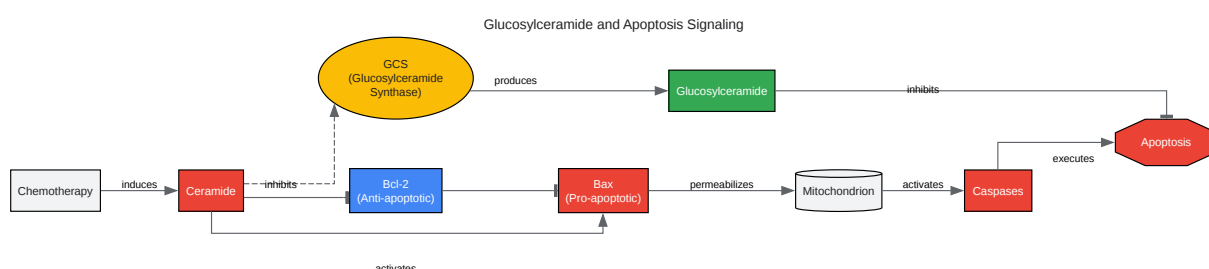 Glucosylceramide and Apoptosis Signaling
GCS
(Glucosylceramide
Synthase)
produces
Glucosylceramide
inhibits
Apoptosis
executes
Chemotherapy
induces
Ceramide
inhibits
Bcl-2
(Anti-apoptotic)
Bax
(Pro-apoptotic)
permeabilizes
Mitochondrion
activates
Caspases
activates